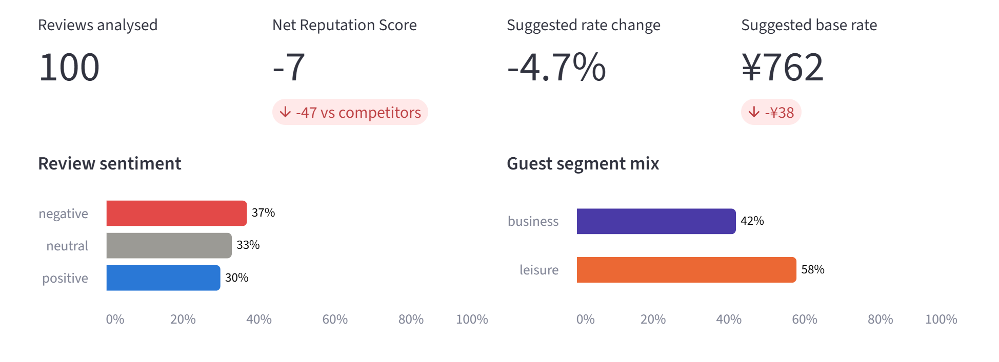 Reviews analysed
100
Net Reputation Score
-7
↓ -47 vs competitors
Suggested rate change
-4.7%
Suggested base rate
¥762
↓ -¥38
Review sentiment
negative 37%
neutral 33%
positive 30%
0% 20% 40% 60% 80% 100%
Guest segment mix
business 42%
leisure 58%
0% 20% 40% 60% 80% 100%